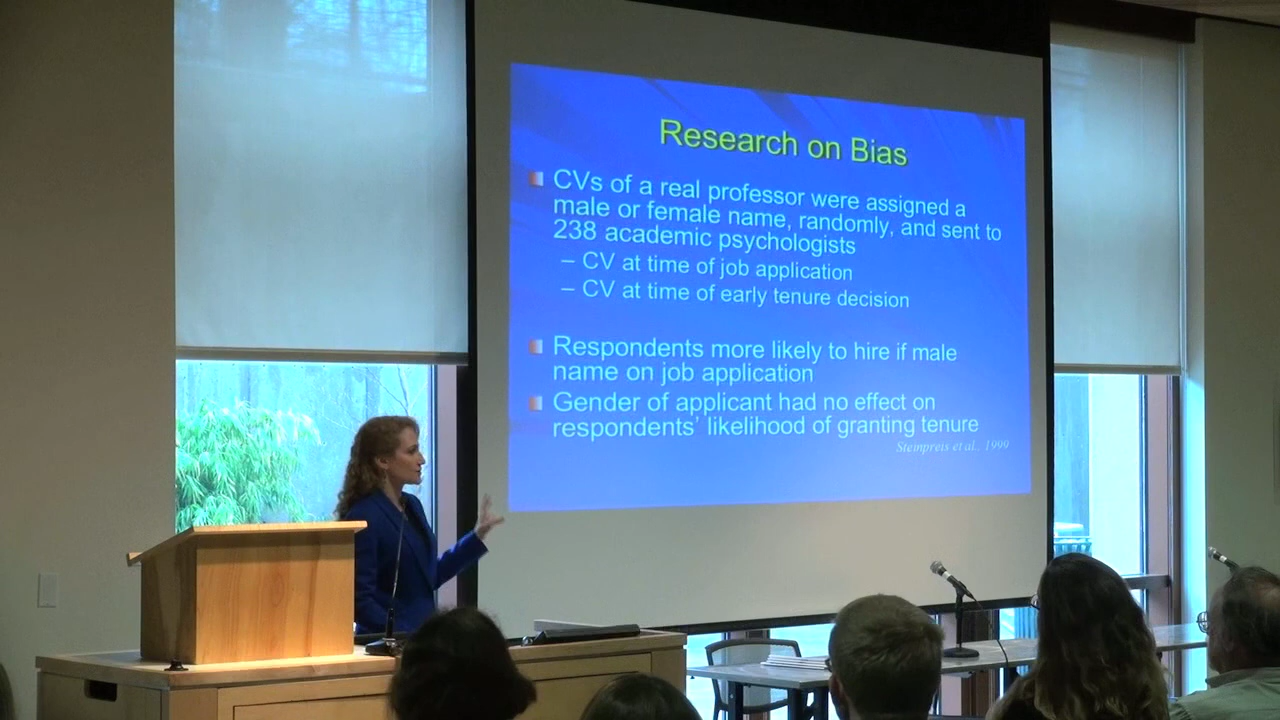 Research on Bias
CVs of a real professor were assigned a
male or female name, randomly, and sent to
238 academic psychologists
– CV at time of job application
– CV at time of early tenure decision
Respondents more likely to hire if male
name on job application
Gender of applicant had no effect on
respondents’ likelihood of granting tenure
Steinpreis et al., 1999